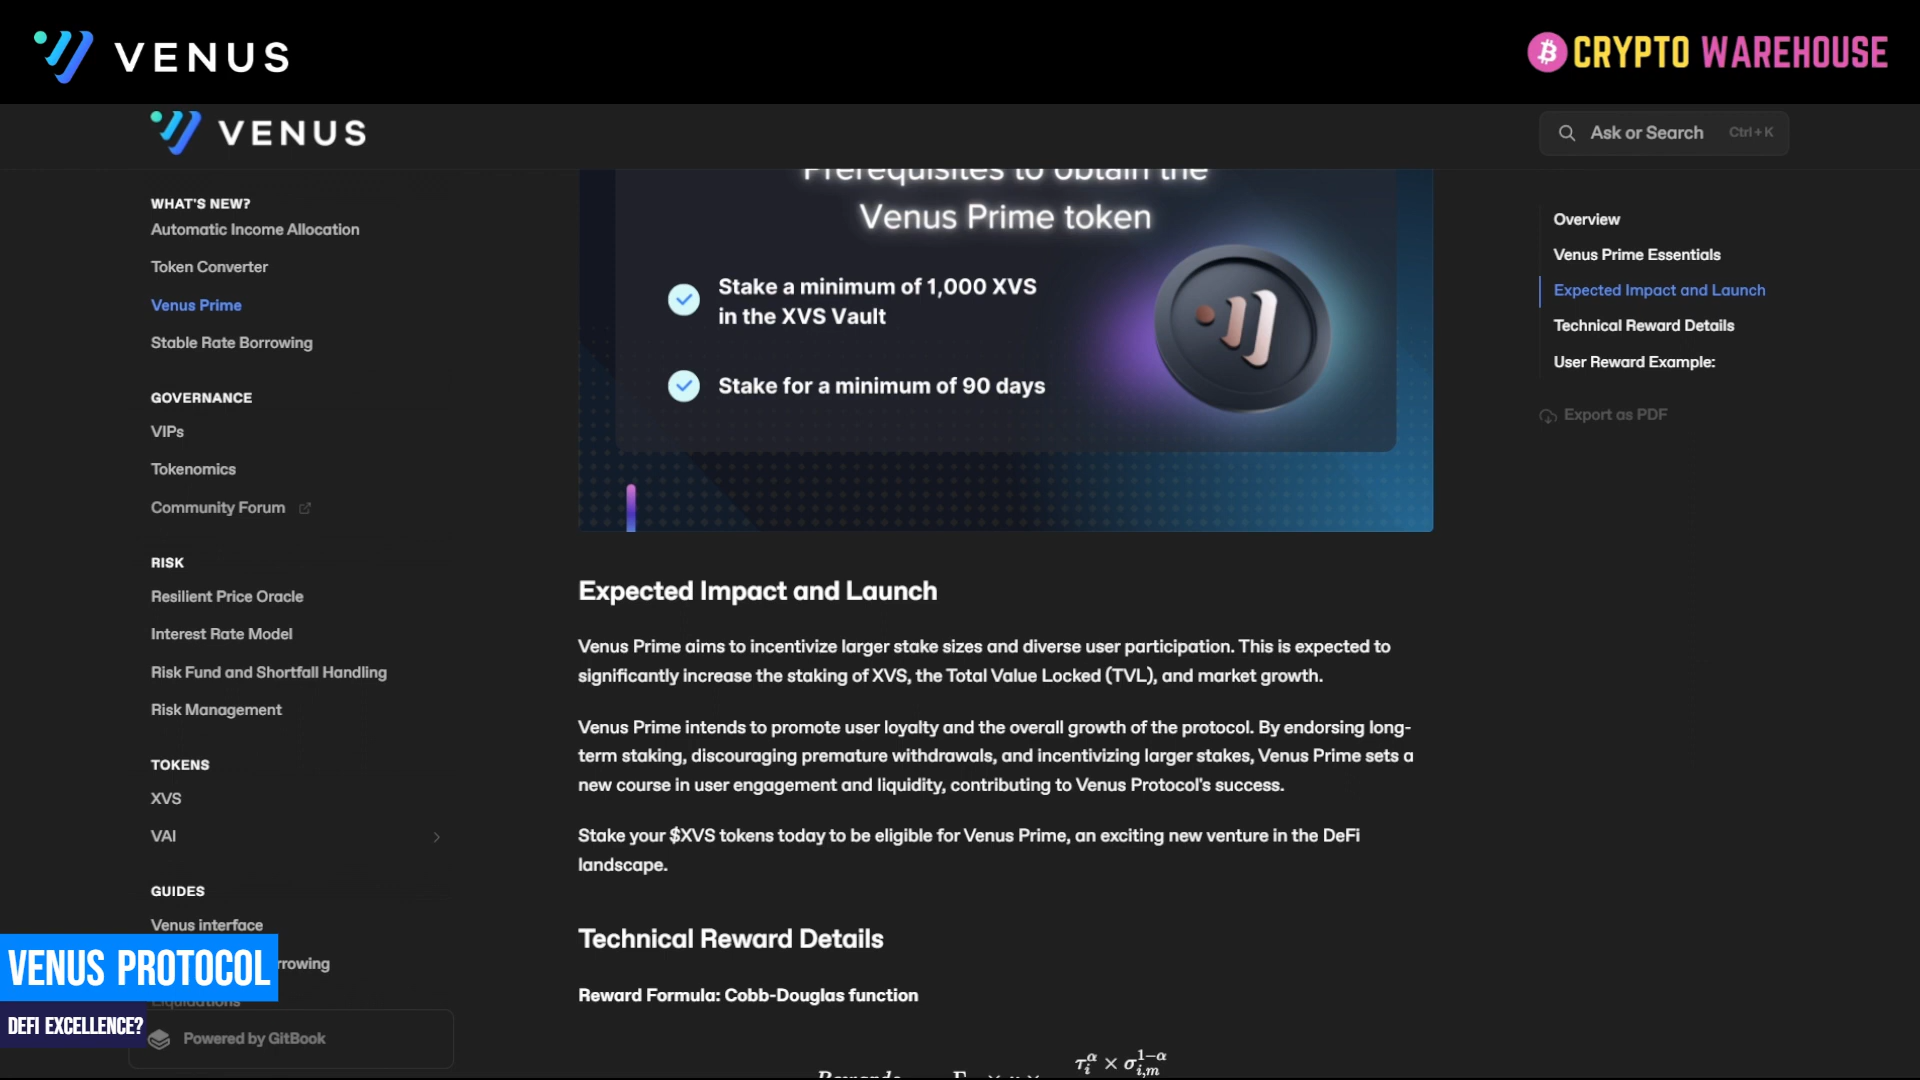 VENUS
CRYPTO WAREHOUSE
VENUS
Ask or Search Ctrl + K
WHAT'S NEW?
Automatic Income Allocation
Token Converter
Venus Prime
Stable Rate Borrowing
GOVERNANCE
VIPs
Tokenomics
Community Forum
RISK
Resilient Price Oracle
Interest Rate Model
Risk Fund and Shortfall Handling
Risk Management
TOKENS
XVS
VAI
GUIDES
Venus interface
rrowing
Liquidations
Powered by GitBook
VENUS PROTOCOL
DEFI EXCELLENCE?
Prerequisites to obtain the
Venus Prime token
Stake a minimum of 1,000 XVS
in the XVS Vault
Stake for a minimum of 90 days
Expected Impact and Launch
Venus Prime aims to incentivize larger stake sizes and diverse user participation. This is expected to
significantly increase the staking of XVS, the Total Value Locked (TVL), and market growth.
Venus Prime intends to promote user loyalty and the overall growth of the protocol. By endorsing long-
term staking, discouraging premature withdrawals, and incentivizing larger stakes, Venus Prime sets a
new course in user engagement and liquidity, contributing to Venus Protocol's success.
Stake your $XVS tokens today to be eligible for Venus Prime, an exciting new venture in the DeFi
landscape.
Technical Reward Details
Reward Formula: Cobb-Douglas function
τ_i^α × σ_{i,m}^{1−α}
Overview
Venus Prime Essentials
Expected Impact and Launch
Technical Reward Details
User Reward Example:
Export as PDF